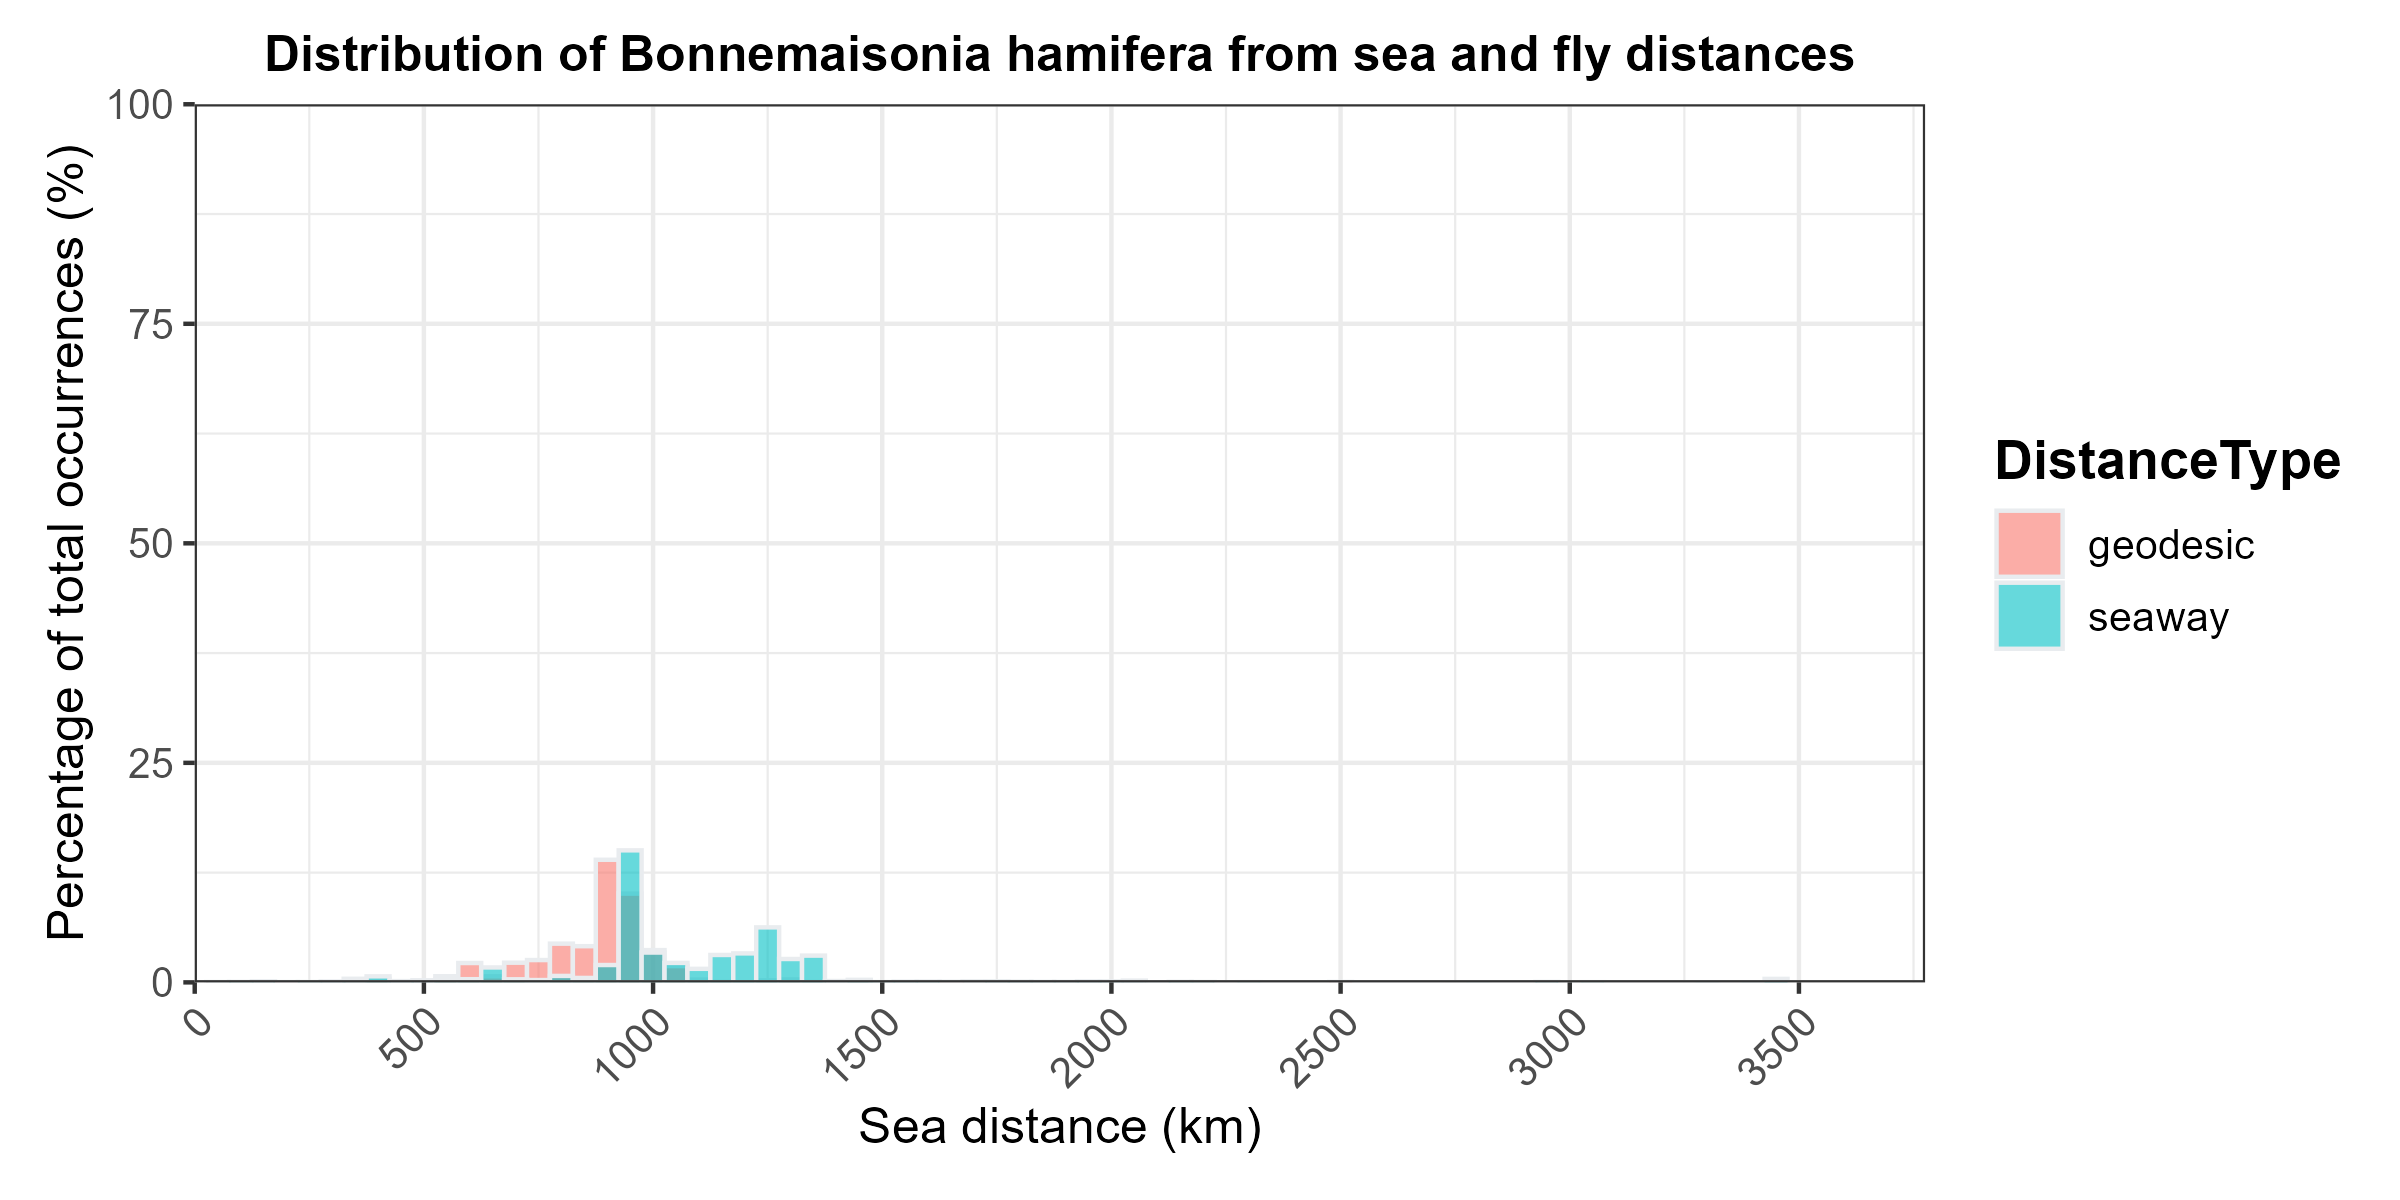 Distribution of Bonnemaisonia hamifera from sea and fly distances
Percentage of total occurrences (%)
100
75
50
25
0
0
500
1000
1500
2000
2500
3000
3500
Sea distance (km)
DistanceType
geodesic
seaway